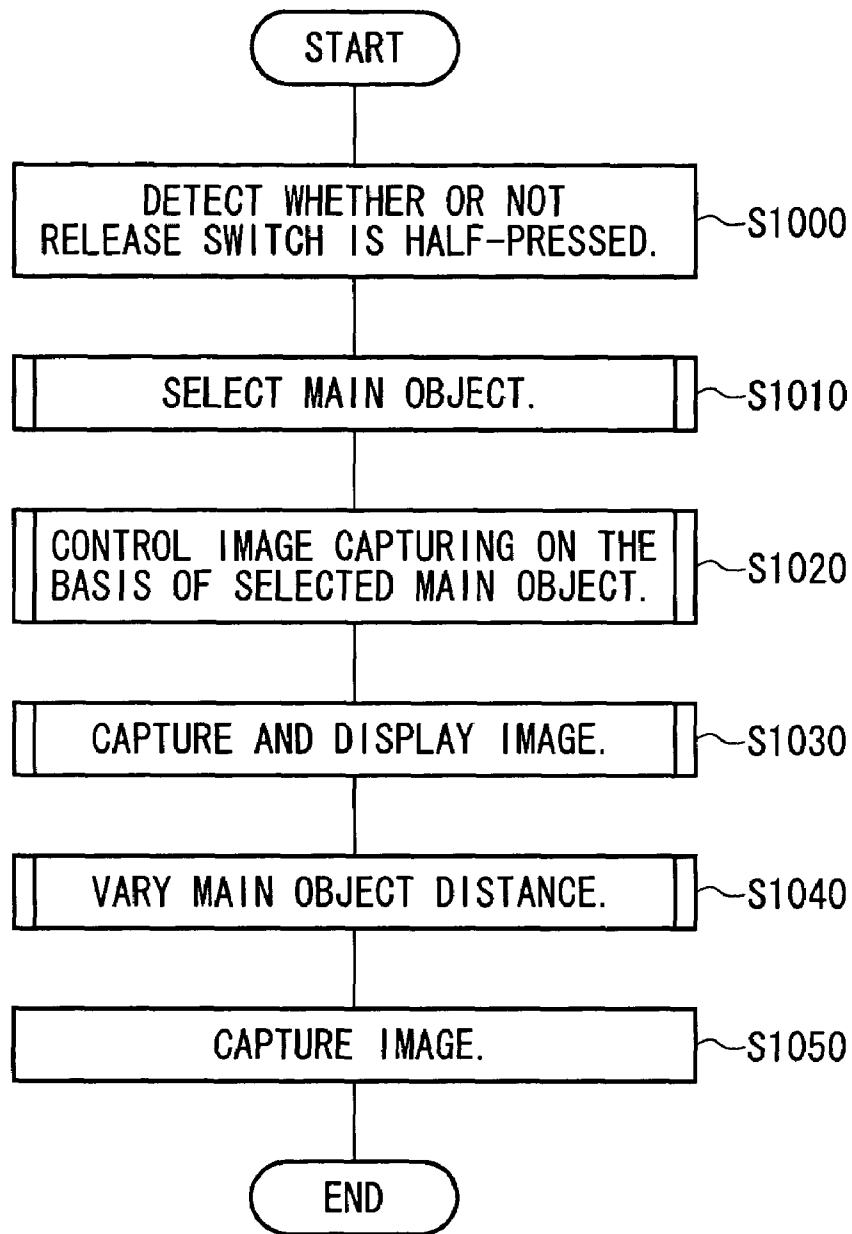 START
DETECT WHETHER OR NOT
RELEASE SWITCH IS HALF-PRESSED.
S1000
SELECT MAIN OBJECT.
S1010
CONTROL IMAGE CAPTURING ON THE
BASIS OF SELECTED MAIN OBJECT.
S1020
CAPTURE AND DISPLAY IMAGE.
S1030
VARY MAIN OBJECT DISTANCE.
S1040
CAPTURE IMAGE.
S1050
END